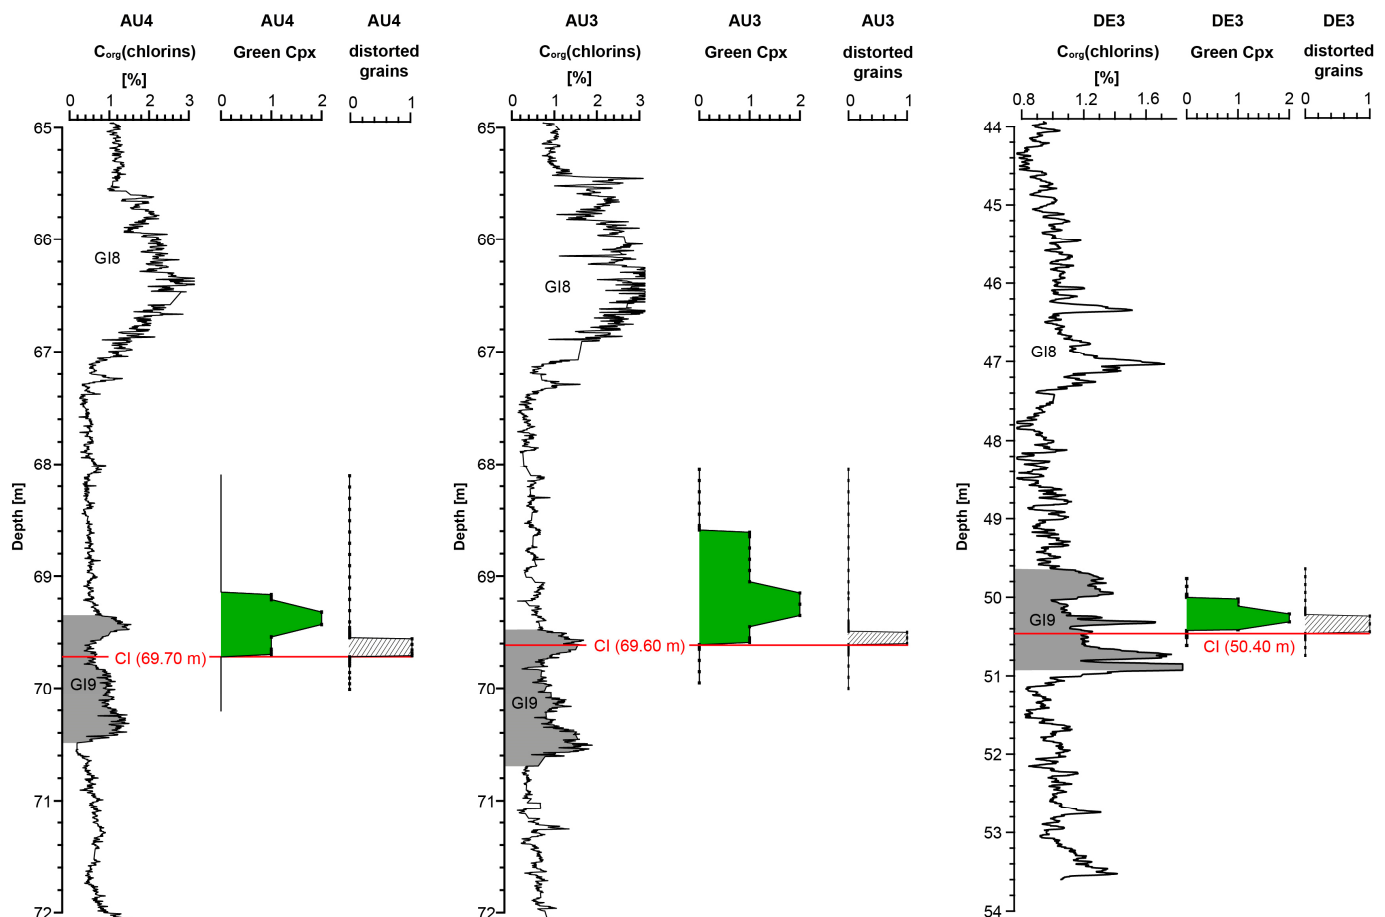 AU4 AU4 AU4 AU3 AU3 AU3 DE3 DE3 DE3
Corg(chlorins) Green Cpx distorted grains Corg(chlorins) Green Cpx distorted grains Corg(chlorins) Green Cpx distorted grains
[%] [%] [%]
0 1 2 3 0 1 2 0 1 0 1 2 3 0 1 2 0 1 0.8 1.2 1.6 0 1 2 0 1
Depth [m]
65
66
67
68
69
70
71
72
GI8
CI (69.70 m)
GI9
Depth [m]
65
66
67
68
69
70
71
72
GI8
CI (69.60 m)
GI9
Depth [m]
44
45
46
47
48
49
50
51
52
53
54
GI8
GI9
CI (50.40 m)